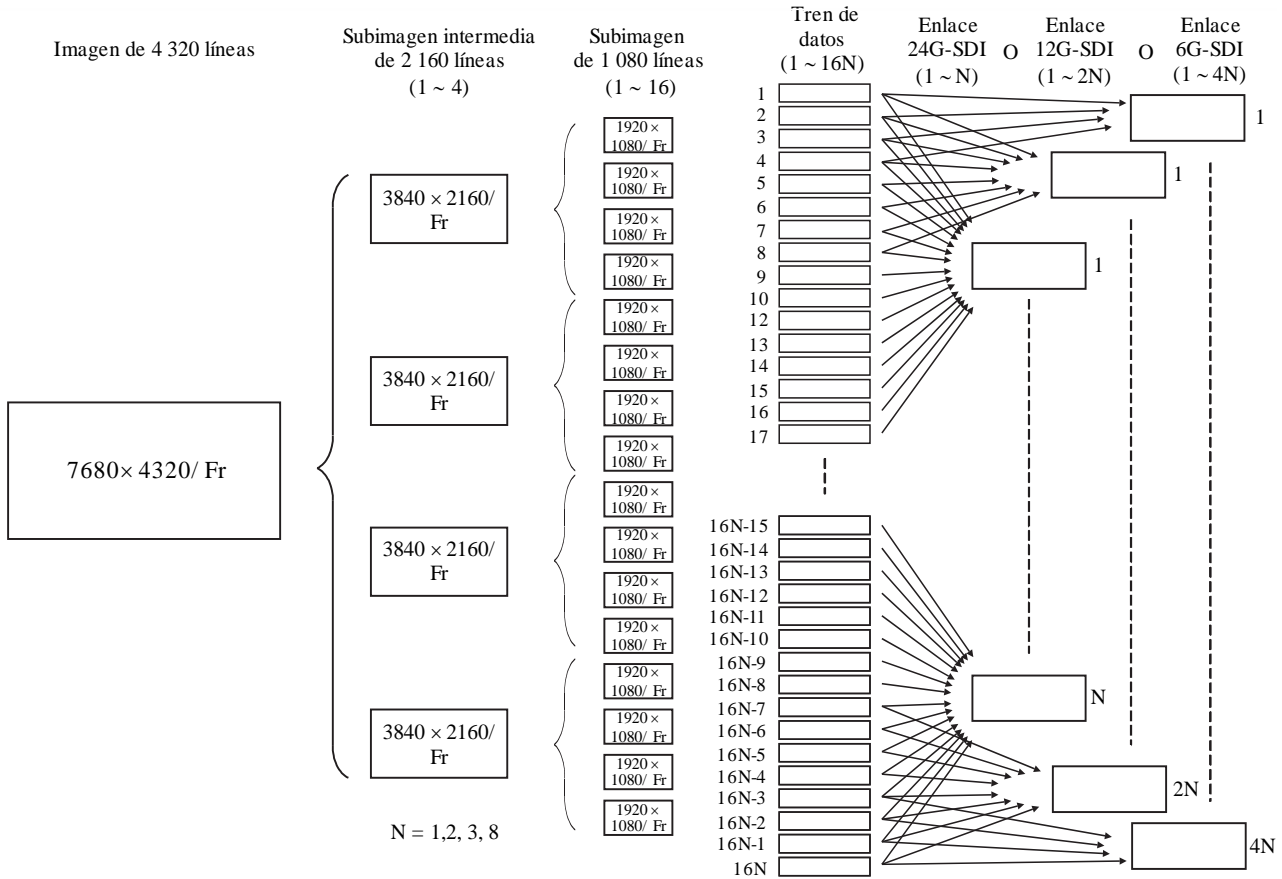 Imagen de 4 320 líneas
Subimagen intermedia
de 2 160 líneas
(1 ~ 4)
Subimagen
de 1 080 líneas
(1 ~ 16)
Tren de
datos
(1 ~ 16N)
Enlace
24G-SDI
(1 ~ N)
O
Enlace
12G-SDI
(1 ~ 2N)
O
Enlace
6G-SDI
(1 ~ 4N)
7680× 4320/ Fr
3840 × 2160/
Fr
3840 × 2160/
Fr
3840 × 2160/
Fr
3840 × 2160/
Fr
N = 1,2, 3, 8
1920 ×
1080/ Fr
1920 ×
1080/ Fr
1920 ×
1080/ Fr
1920 ×
1080/ Fr
1920 ×
1080/ Fr
1920 ×
1080/ Fr
1920 ×
1080/ Fr
1920 ×
1080/ Fr
1920 ×
1080/ Fr
1920 ×
1080/ Fr
1920 ×
1080/ Fr
1920 ×
1080/ Fr
1920 ×
1080/ Fr
1920 ×
1080/ Fr
1920 ×
1080/ Fr
1920 ×
1080/ Fr
1
2
3
4
5
6
7
8
9
10
12
13
14
15
16
17
16N-15
16N-14
16N-13
16N-12
16N-11
16N-10
16N-9
16N-8
16N-7
16N-6
16N-5
16N-4
16N-3
16N-2
16N-1
16N
1
1
1
N
2N
4N